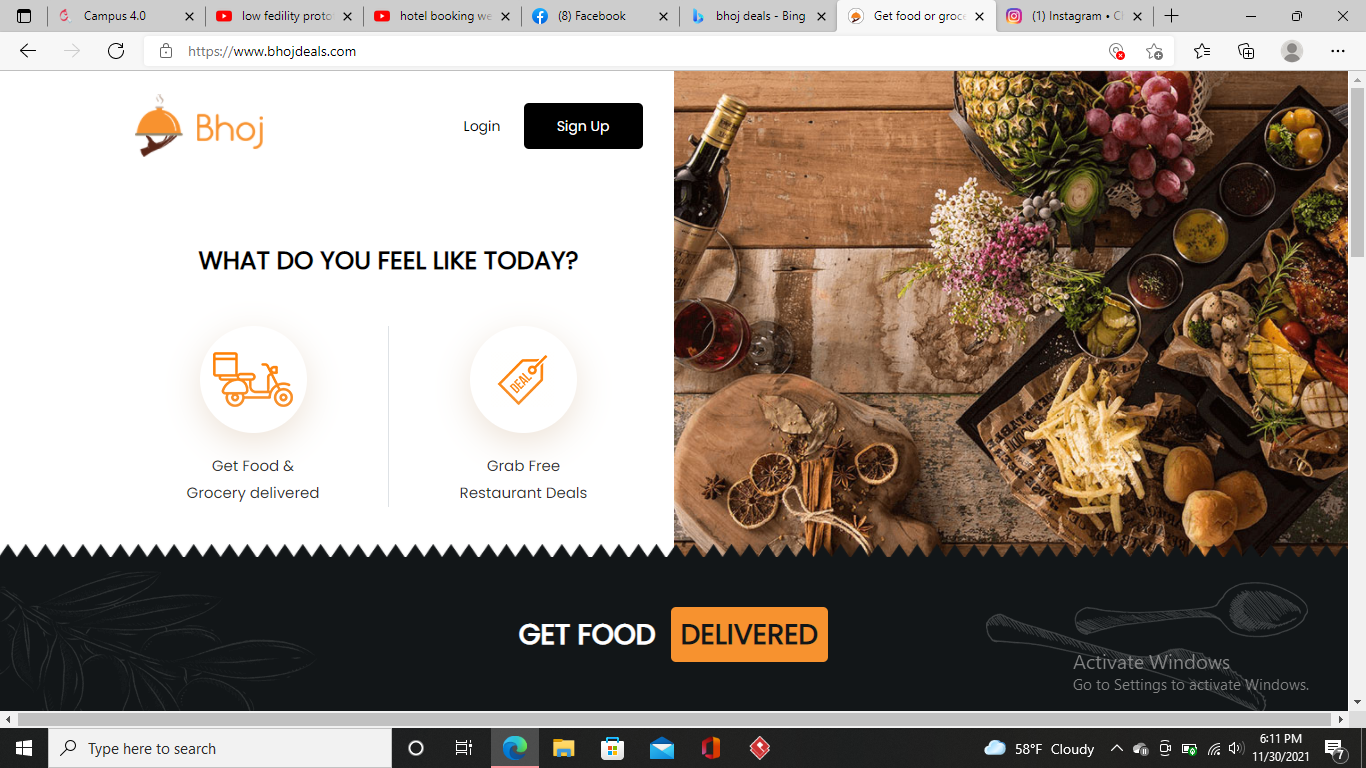 Campus 4.0
low fedility proto
hotel booking we
(8) Facebook
bhoj deals - Bing
Get food or groce
(1) Instagram • Ch
https://www.bhojdeals.com
Bhoj
Login
Sign Up
WHAT DO YOU FEEL LIKE TODAY?
DEAL
Get Food &
Grocery delivered
Grab Free
Restaurant Deals
GET FOOD DELIVERED
Activate Windows
Go to Settings to activate Windows.
Type here to search
58°F Cloudy
6:11 PM
11/30/2021
7